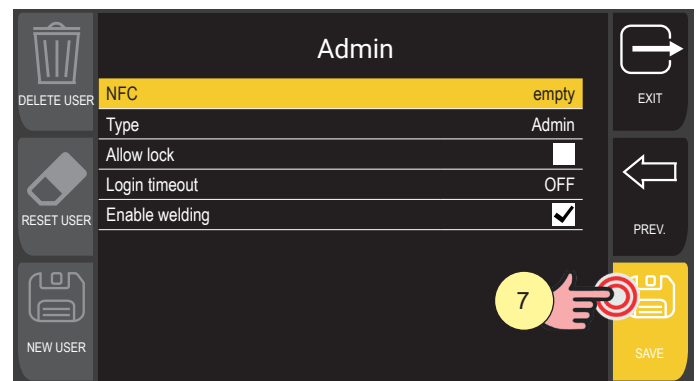 Admin
DELETE USER
NFC empty
EXIT
Type Admin
Allow lock
Login timeout OFF
RESET USER
Enable welding
PREV.
7
NEW USER
SAVE